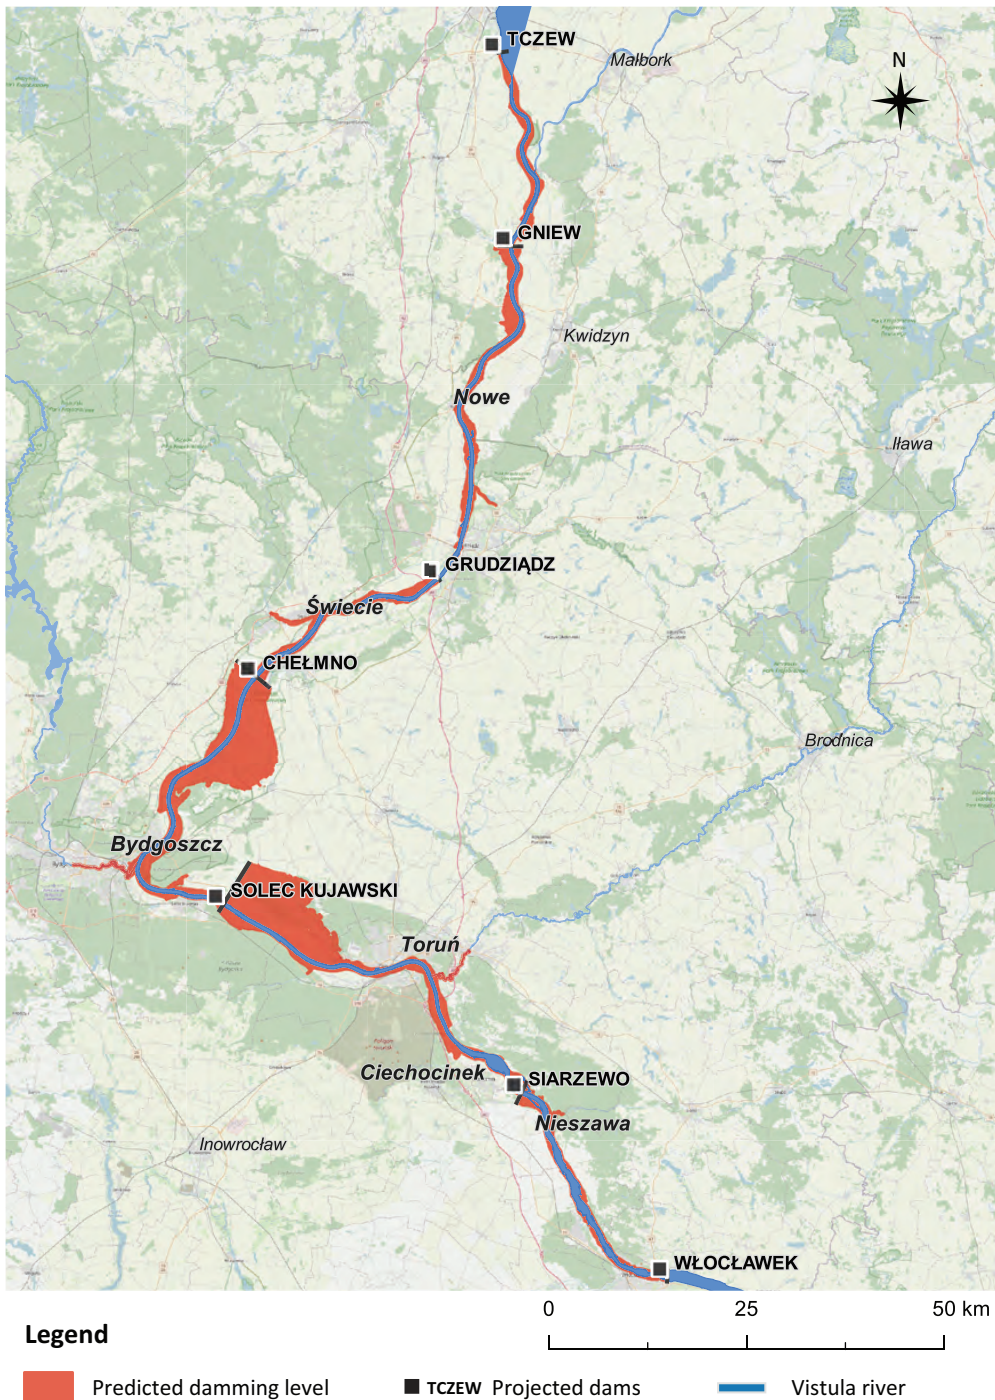 TCZEW
Małbork
N
GNIEW
Kwidzyn
Nowe
Iława
GRUDZIĄDZ
Świecie
CHEŁMNO
Brodnica
Bydgoszcz
SOLEC KUJAWSKI
Toruń
Ciechocinek
SIARZEWO
Nieszawa
Inowrocław
WŁOCŁAWEK
0 25 50 km
Legend
Predicted damming level
TCZEW Projected dams
Vistula river